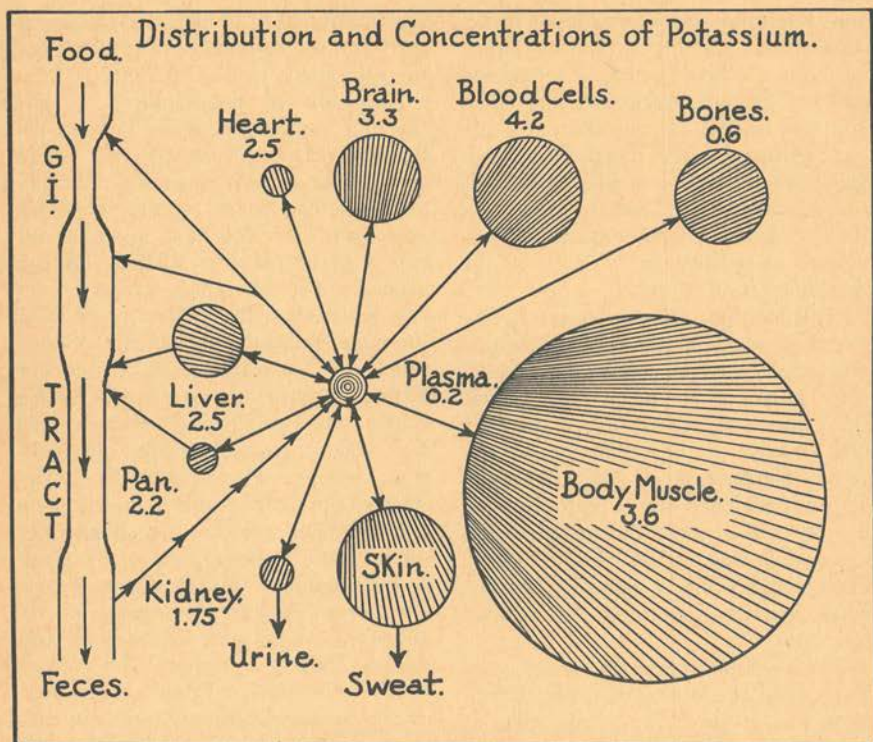 Distribution and Concentrations of Potassium.
Food.
G.I.
TRACT
Feces.
Heart.
2.5
Brain.
3.3
Blood Cells.
4.2
Bones.
0.6
Liver.
2.5
Plasma.
0.2
Pan.
2.2
Body Muscle.
3.6
Kidney.
1.75
Skin.
Urine.
Sweat.